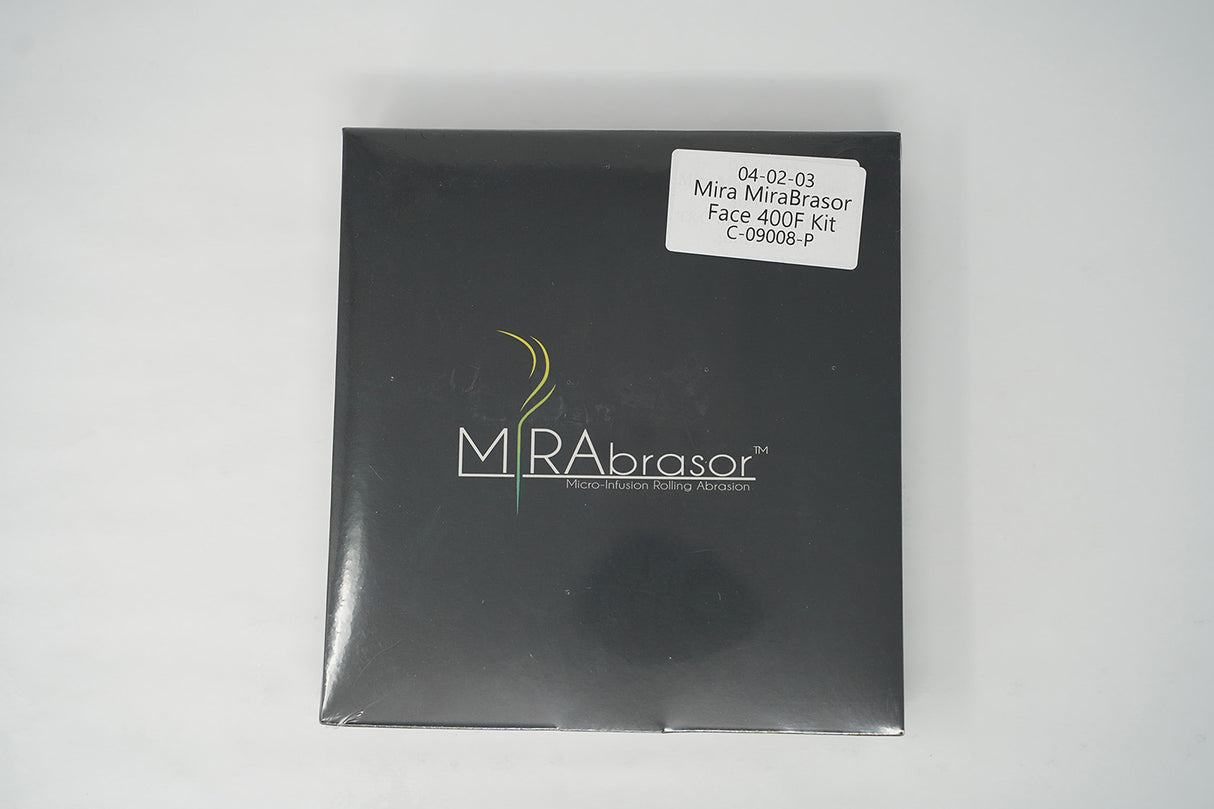 04-02-03
Mira MiraBrasor
Face 400F Kit
C-09008-P
MIRAbrasor™
Micro-Infusion Rolling Abrasion